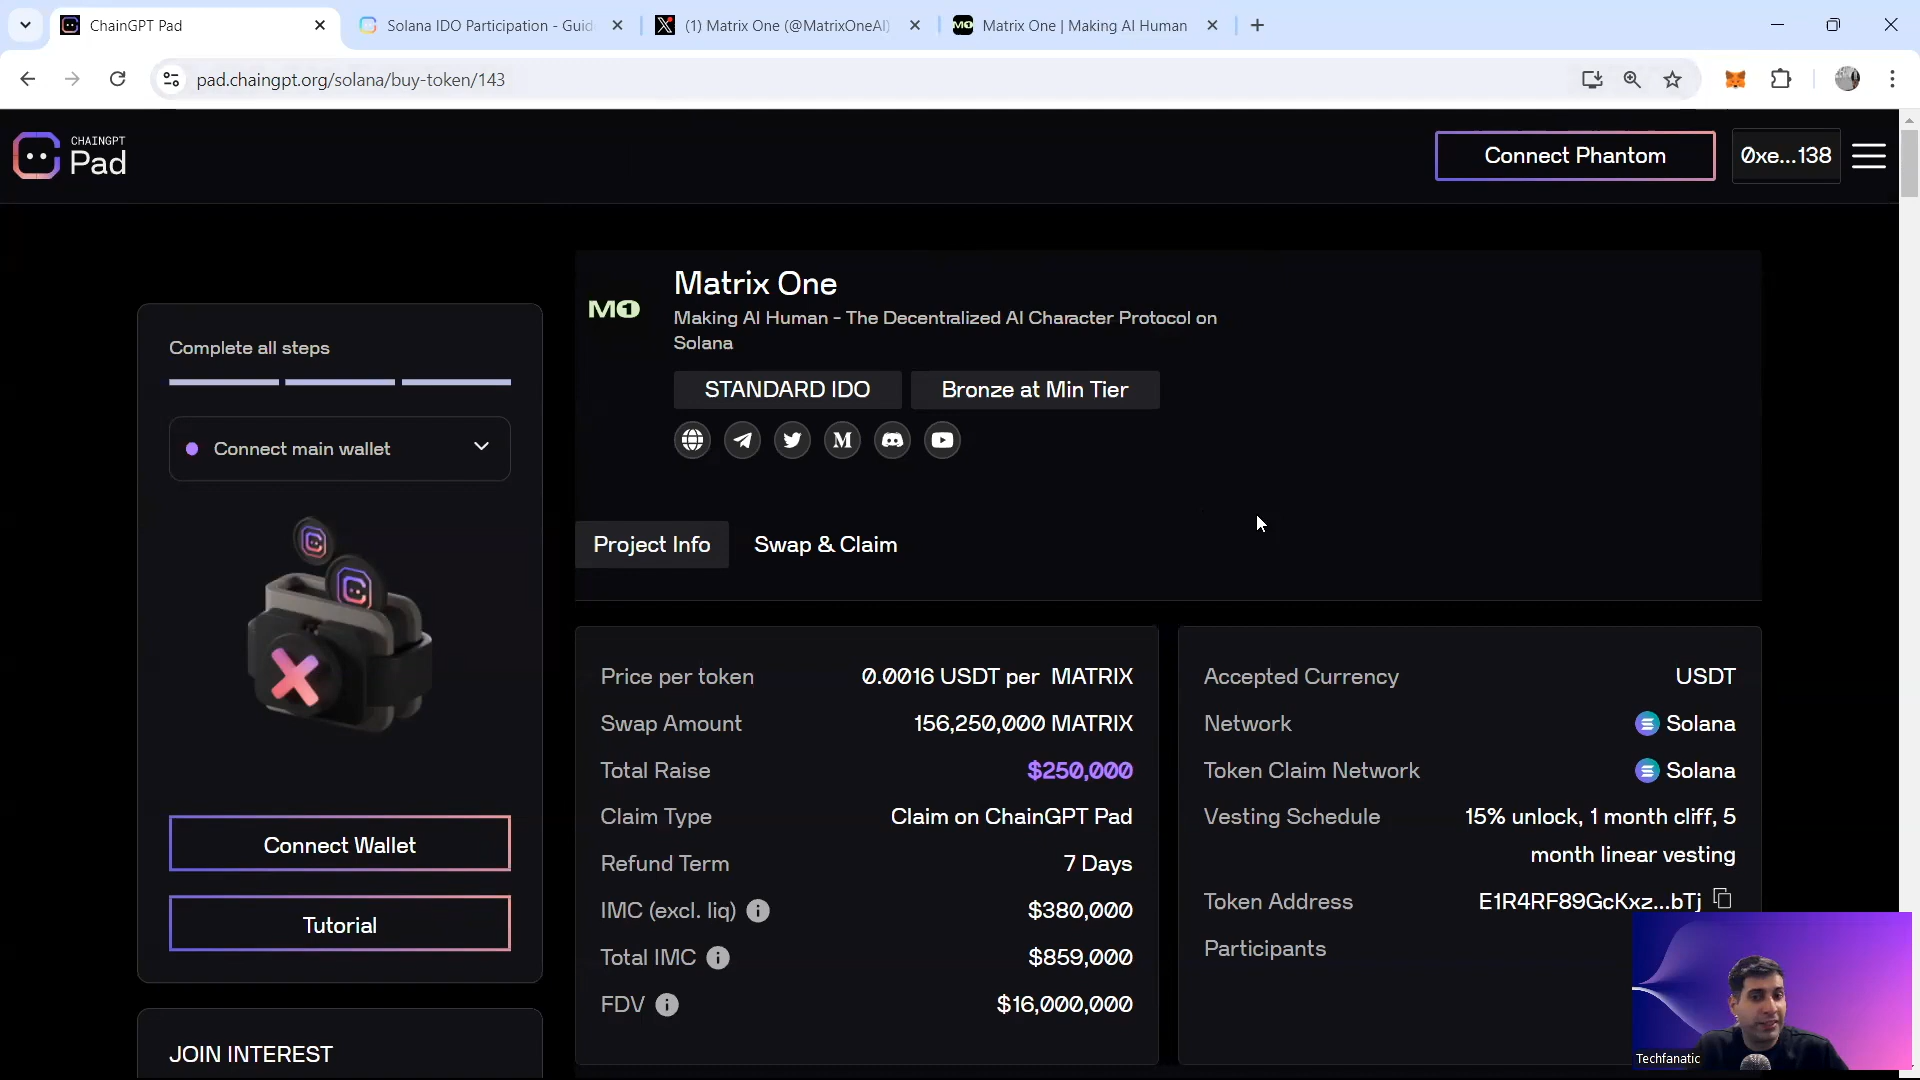 ChainGPT Pad
Solana IDO Participation - Guid
(1) Matrix One (@MatrixOneAI)
Matrix One | Making AI Human
pad.chaingpt.org/solana/buy-token/143
CHAINGPT
Pad
Connect Phantom
0xe...138
Complete all steps
Connect main wallet
Connect Wallet
Tutorial
JOIN INTEREST
M1
Matrix One
Making AI Human - The Decentralized AI Character Protocol on
Solana
STANDARD IDO
Bronze at Min Tier
Project Info
Swap & Claim
Price per token 0.0016 USDT per MATRIX
Swap Amount 156,250,000 MATRIX
Total Raise $250,000
Claim Type Claim on ChainGPT Pad
Refund Term 7 Days
IMC (excl. liq) $380,000
Total IMC $859,000
FDV $16,000,000
Accepted Currency USDT
Network Solana
Token Claim Network Solana
Vesting Schedule 15% unlock, 1 month cliff, 5
month linear vesting
Token Address E1R4RF89GcKxz...bTj
Participants
Techfanatic